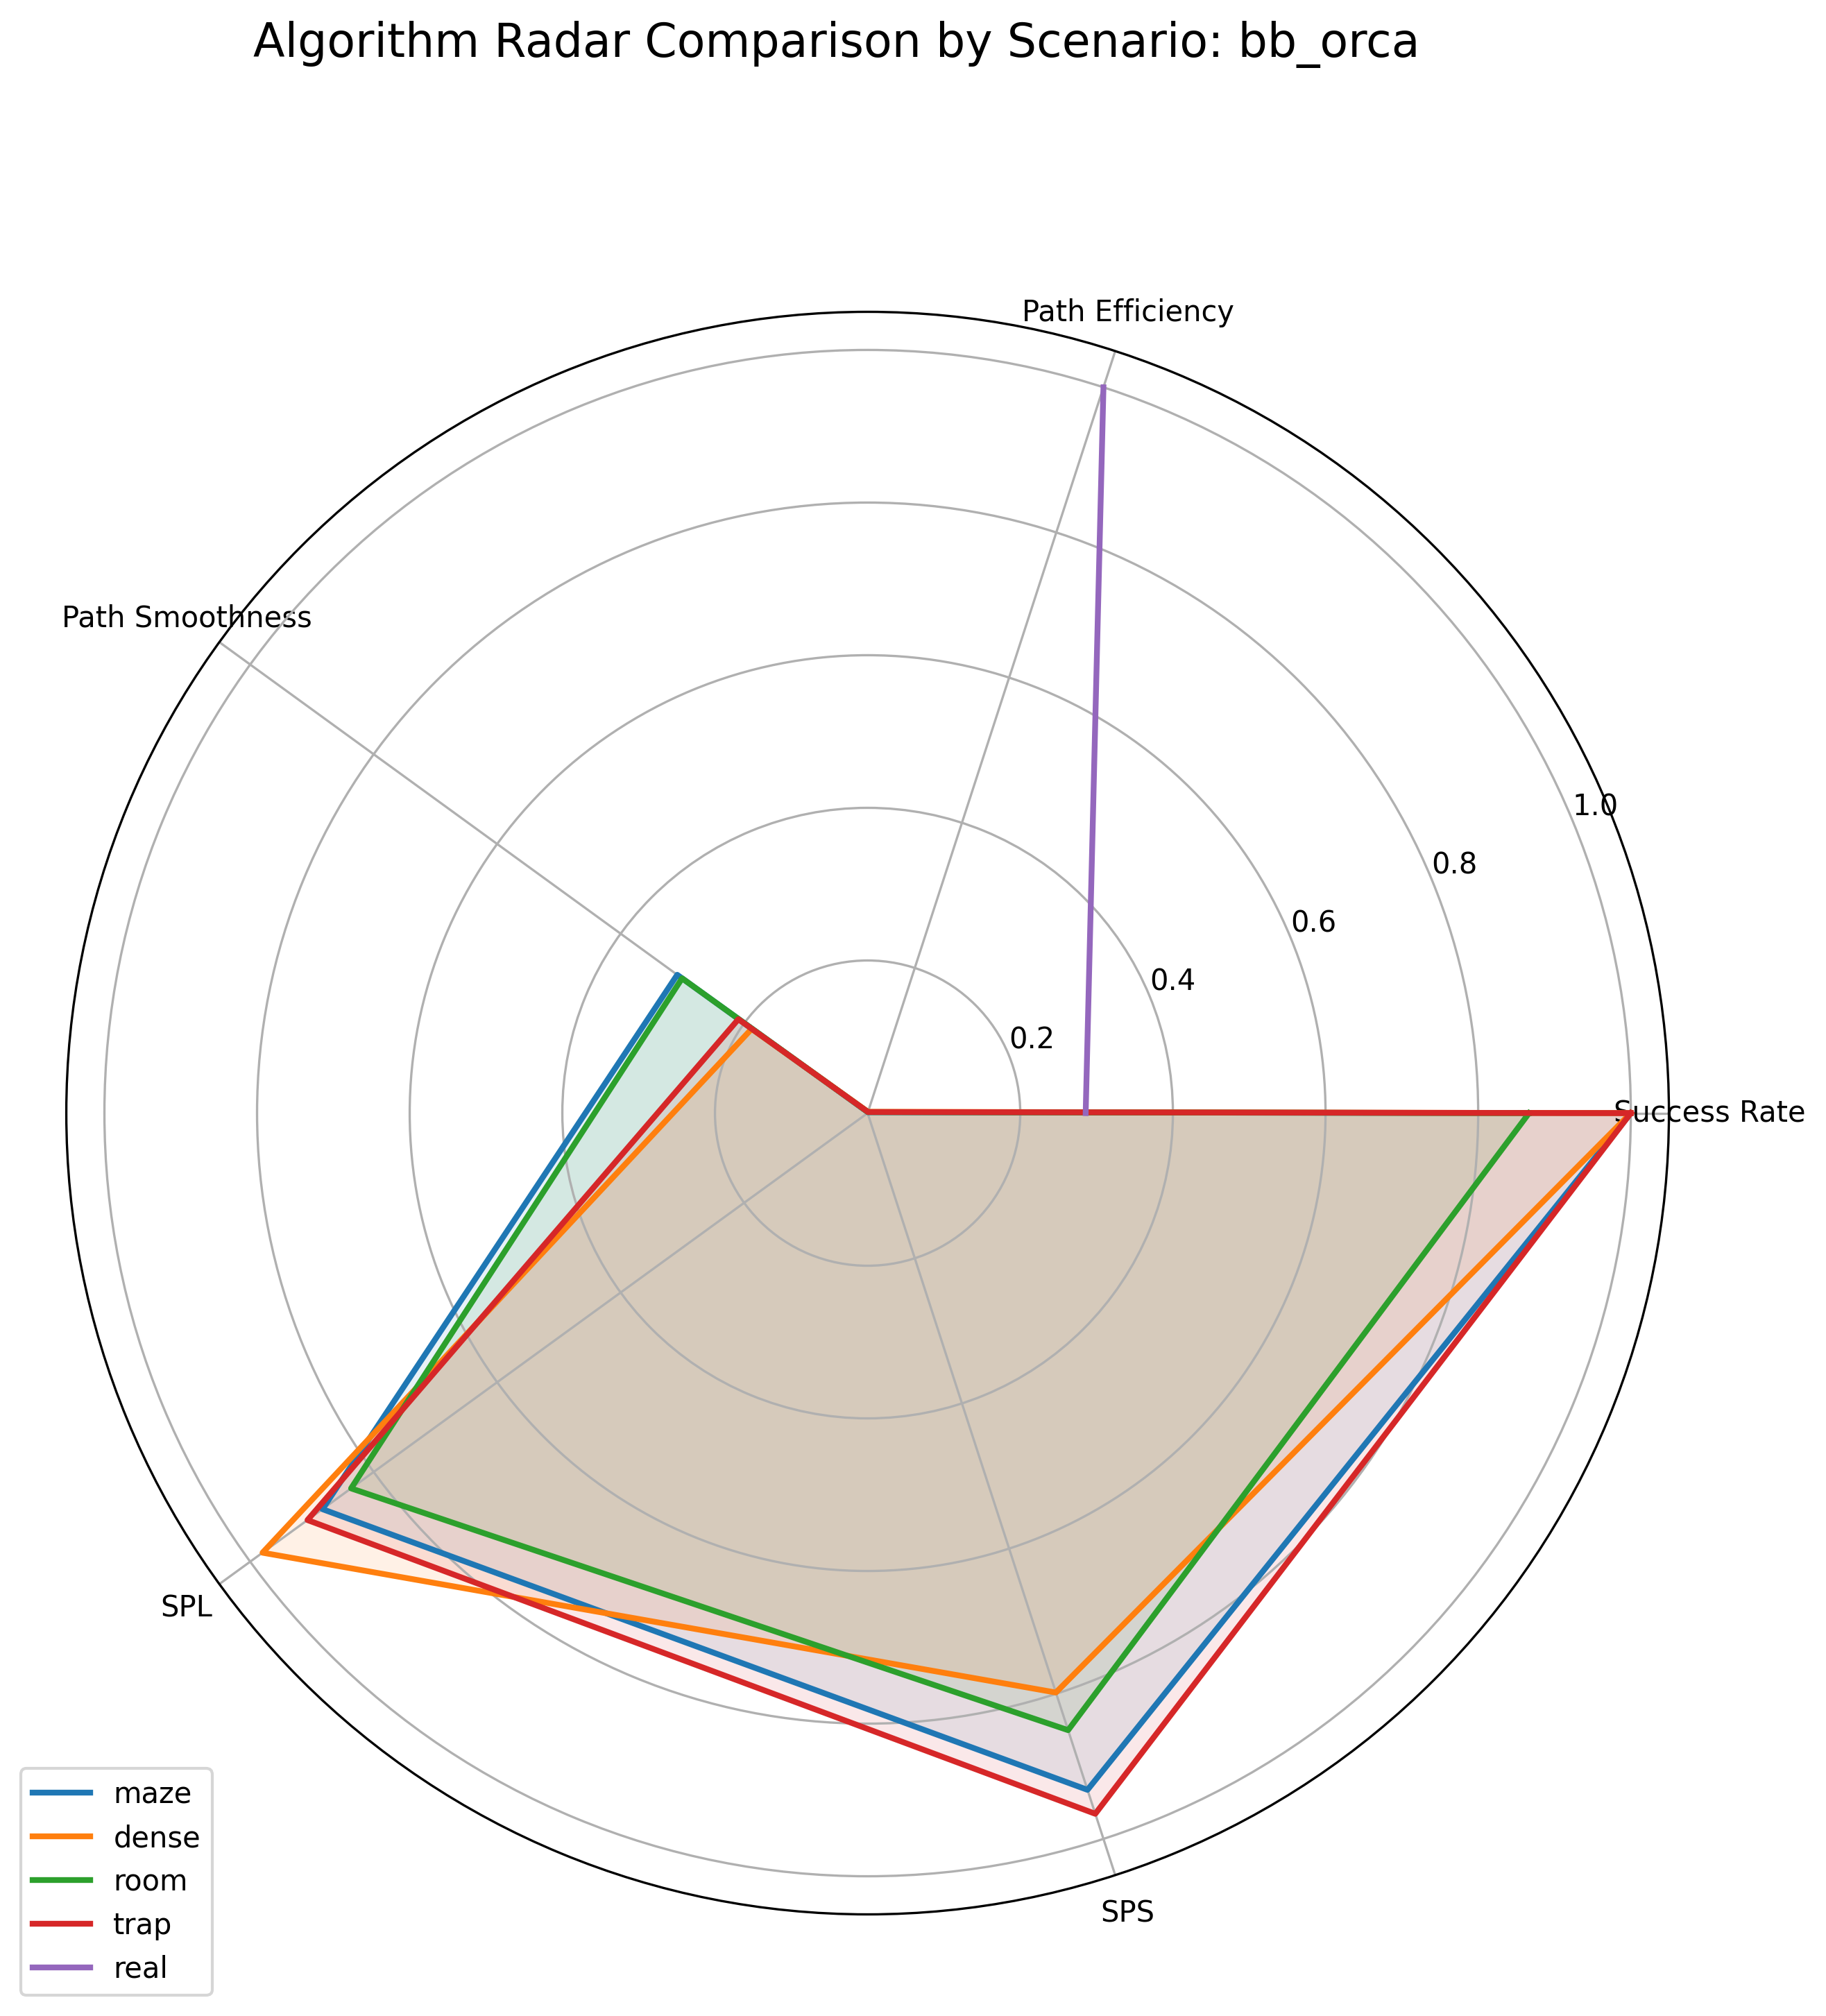 Algorithm Radar Comparison by Scenario: bb_orca
Path Efficiency
Path Smoothness
1.0
0.8
0.6
0.4
0.2
Success Rate
SPL
SPS
maze
dense
room
trap
real